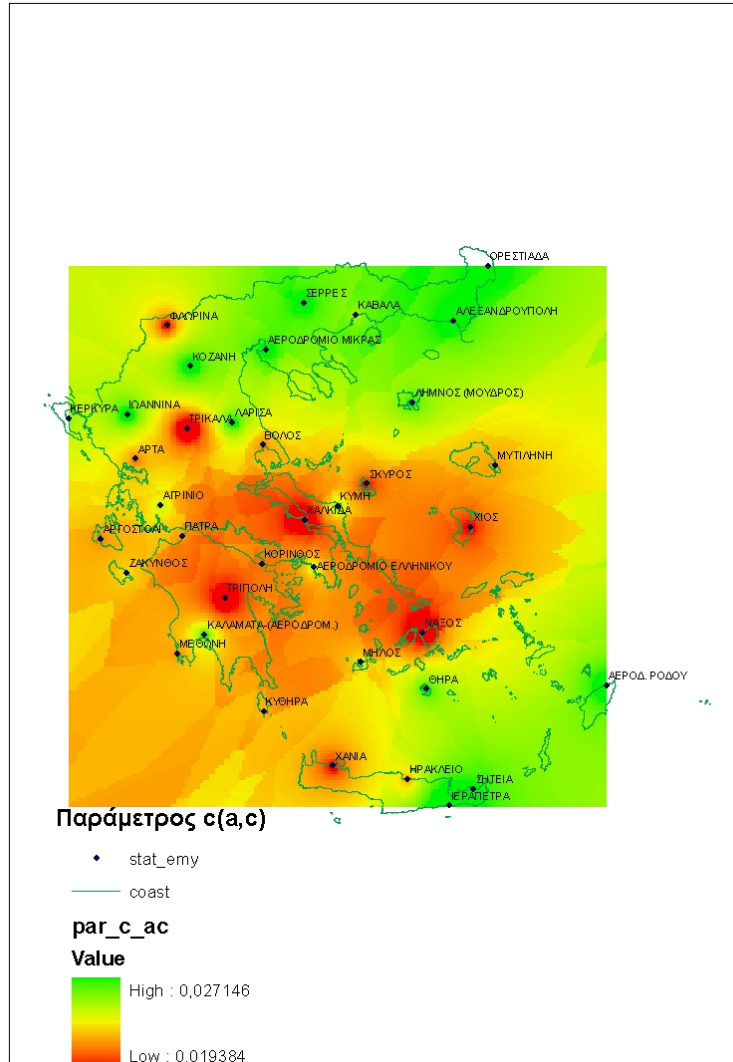 ΟΡΕΣΤΙΑΔΑ
ΣΕΡΡΕΣ
ΚΑΒΑΛΑ
ΑΛΕΞΑΝΔΡΟΥΠΟΛΗ
ΦΛΩΡΙΝΑ
ΑΕΡΟΔΡΟΜΙΟ ΜΙΚΡΑΣ
ΚΟΖΑΝΗ
ΛΗΜΝΟΣ (ΜΟΥΔΡΟΣ)
ΚΕΡΚΥΡΑ
ΙΩΑΝΝΙΝΑ
ΤΡΙΚΑΛΑ
ΛΑΡΙΣΑ
ΒΟΛΟΣ
ΑΡΤΑ
ΜΥΤΙΛΗΝΗ
ΣΚΥΡΟΣ
ΑΓΡΙΝΙΟ
ΚΥΜΗ
ΧΑΛΚΙΔΑ
ΧΙΟΣ
ΑΡΓΟΣΤΟΛΙ
ΠΑΤΡΑ
ΚΟΡΙΝΘΟΣ
ΑΕΡΟΔΡΟΜΙΟ ΕΛΛΗΝΙΚΟΥ
ΖΑΚΥΝΘΟΣ
ΤΡΙΠΟΛΗ
ΚΑΛΑΜΑΤΑ-(ΑΕΡΟΔΡΟΜ.)
ΝΑΞΟΣ
ΜΕΘΩΝΗ
ΜΗΛΟΣ
ΘΗΡΑ
ΑΕΡΟΔ. ΡΟΔΟΥ
ΚΥΘΗΡΑ
ΧΑΝΙΑ
ΗΡΑΚΛΕΙΟ
ΣΗΤΕΙΑ
ΙΕΡΑΠΕΤΡΑ
Παράμετρος c(a,c)
stat_emy
coast
par_c_ac
Value
High : 0,027146
Low : 0,019384